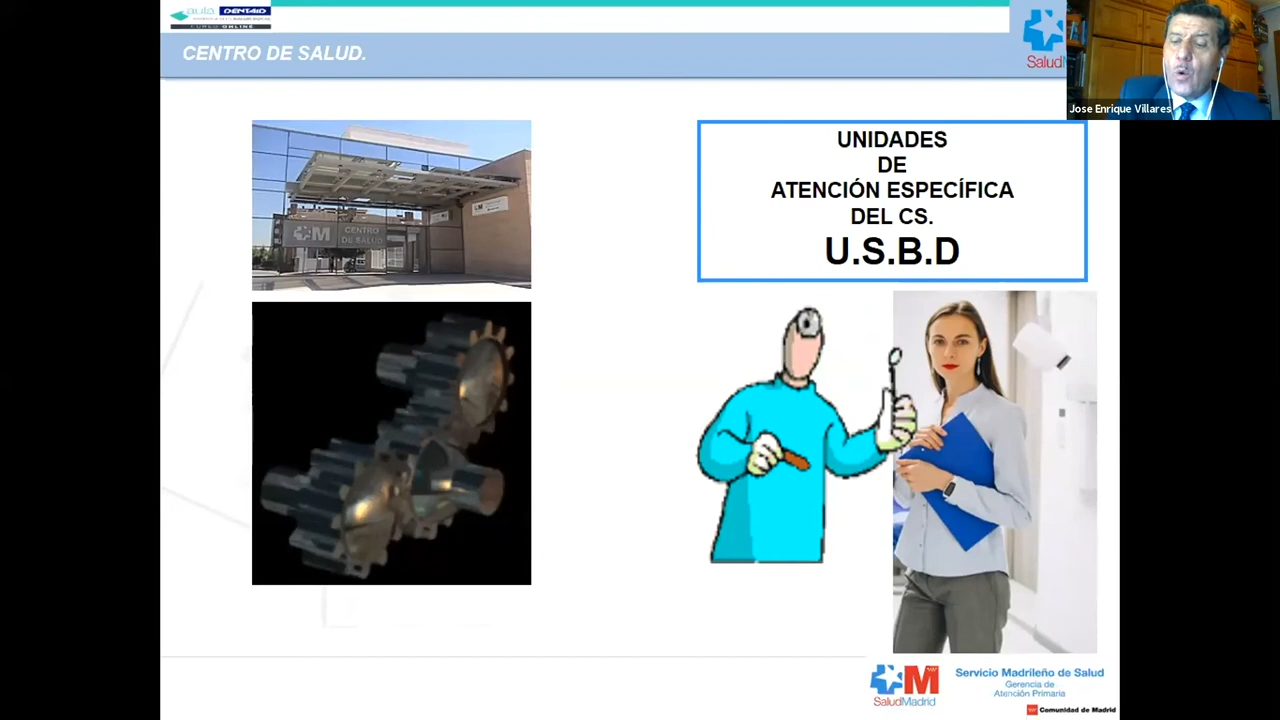 aula DENTAID
CURSO ONLINE
CENTRO DE SALUD.
SaludM
Jose Enrique Villares
UNIDADES
DE
ATENCIÓN ESPECÍFICA
DEL CS.
U.S.B.D
M CENTRO
DE SALUD
SaludMadrid
Servicio Madrileño de Salud
Gerencia de
Atención Primaria
Comunidad de Madrid